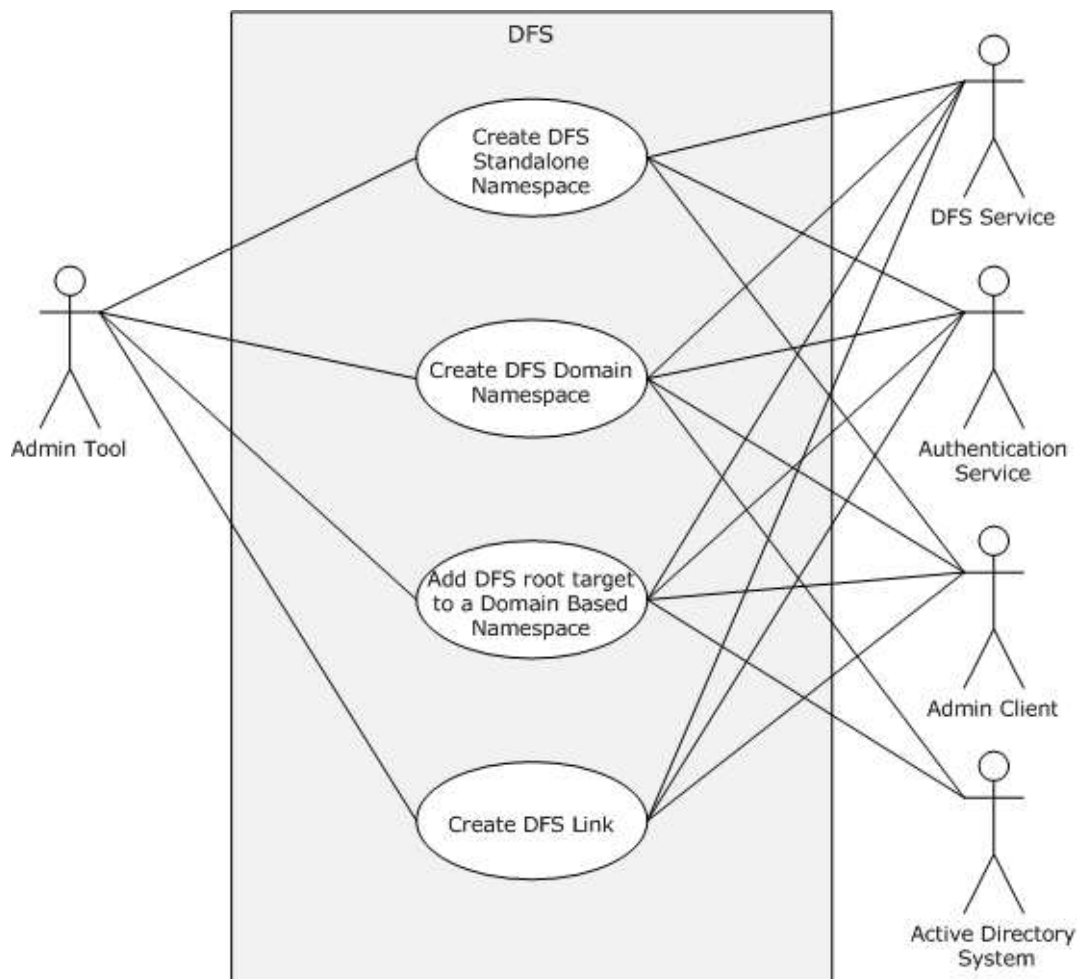 DFS
Create DFS
Standalone
Namespace
DFS Service
Create DFS Domain
Namespace
Admin Tool
Authentication
Service
Add DFS root target
to a Domain Based
Namespace
Admin Client
Create DFS Link
Active Directory
System